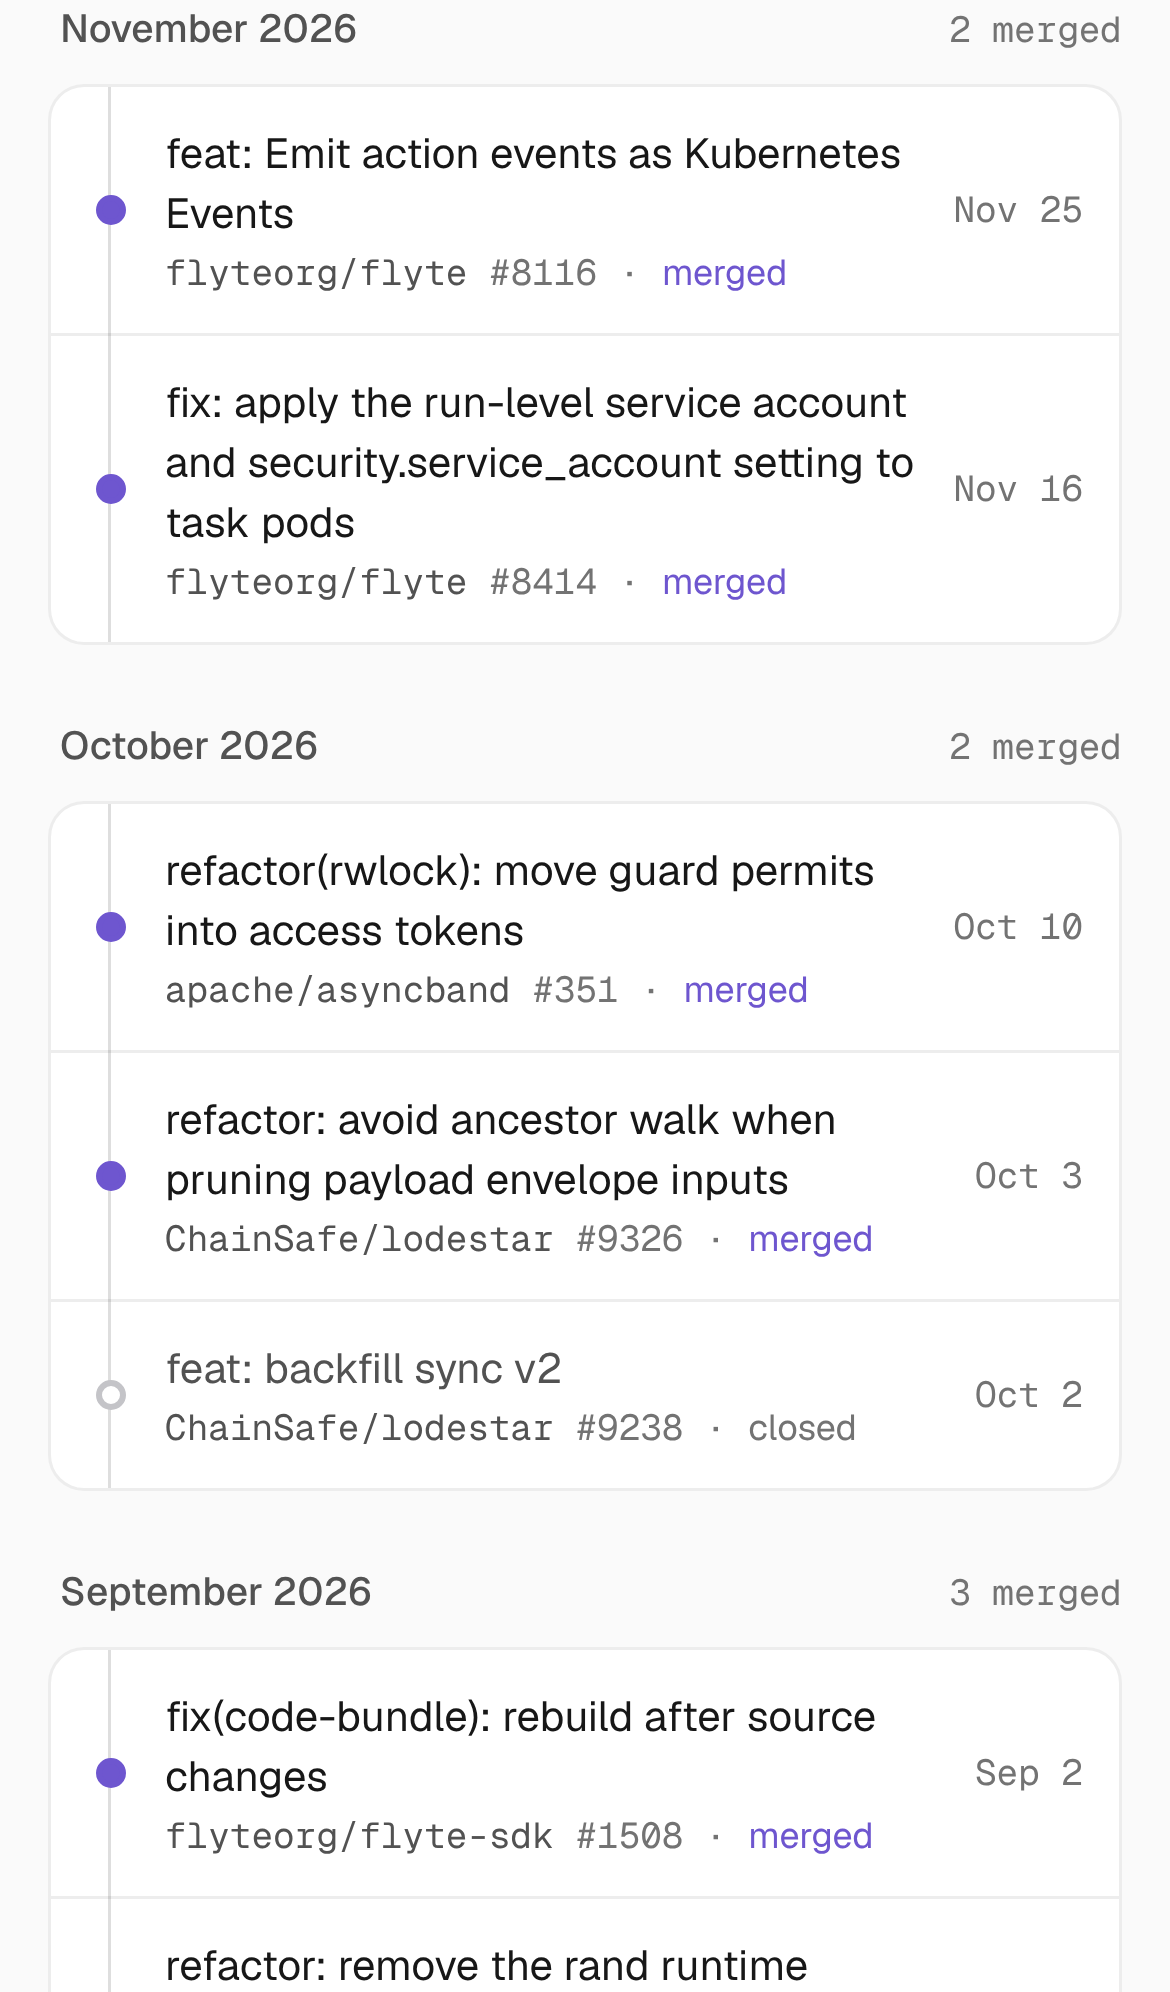 November 2026
2 merged
feat: Emit action events as Kubernetes
Events
Nov 25
flyteorg/flyte #8116 · merged
fix: apply the run-level service account
and security.service_account setting to
task pods
Nov 16
flyteorg/flyte #8414 · merged
October 2026
2 merged
refactor(rwlock): move guard permits
into access tokens
Oct 10
apache/asyncband #351 · merged
refactor: avoid ancestor walk when
pruning payload envelope inputs
Oct 3
ChainSafe/lodestar #9326 · merged
feat: backfill sync v2
Oct 2
ChainSafe/lodestar #9238 · closed
September 2026
3 merged
fix(code-bundle): rebuild after source
changes
Sep 2
flyteorg/flyte-sdk #1508 · merged
refactor: remove the rand runtime